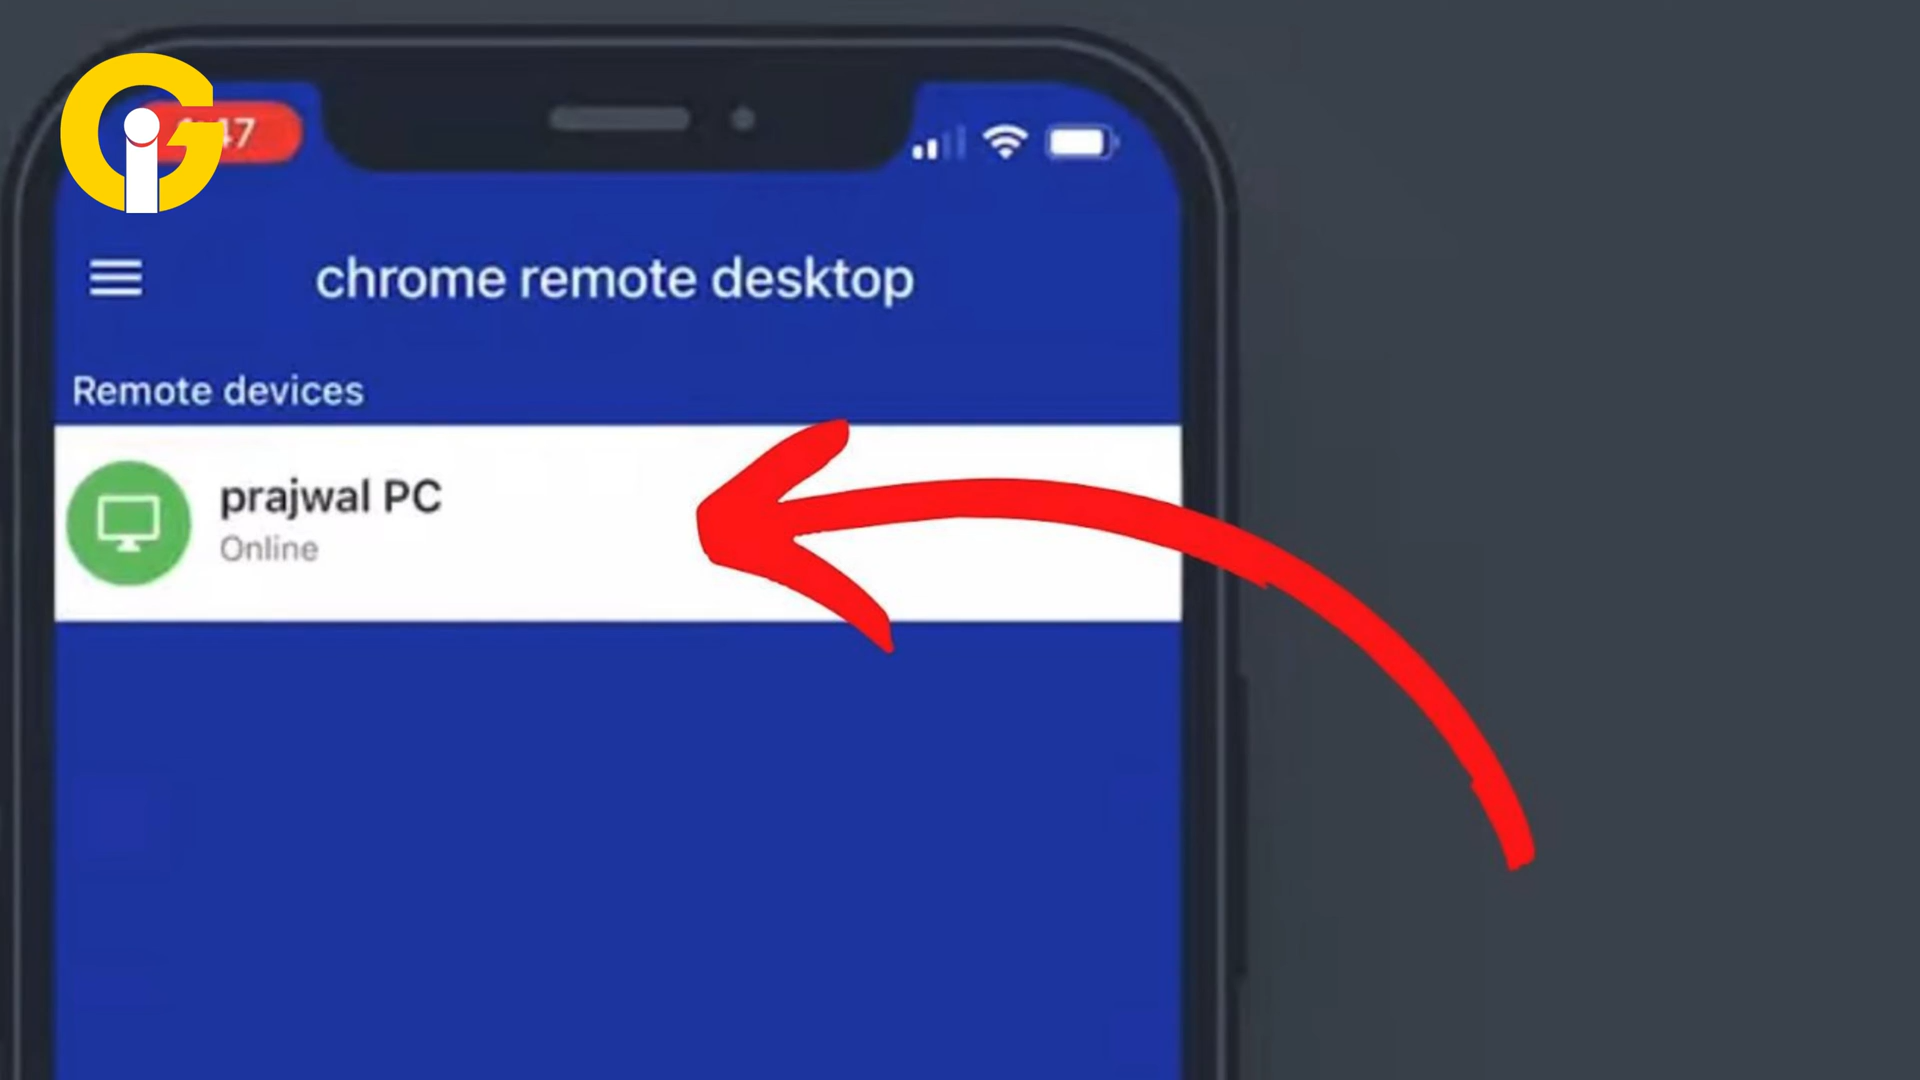 chrome remote desktop
Remote devices
prajwal PC
Online